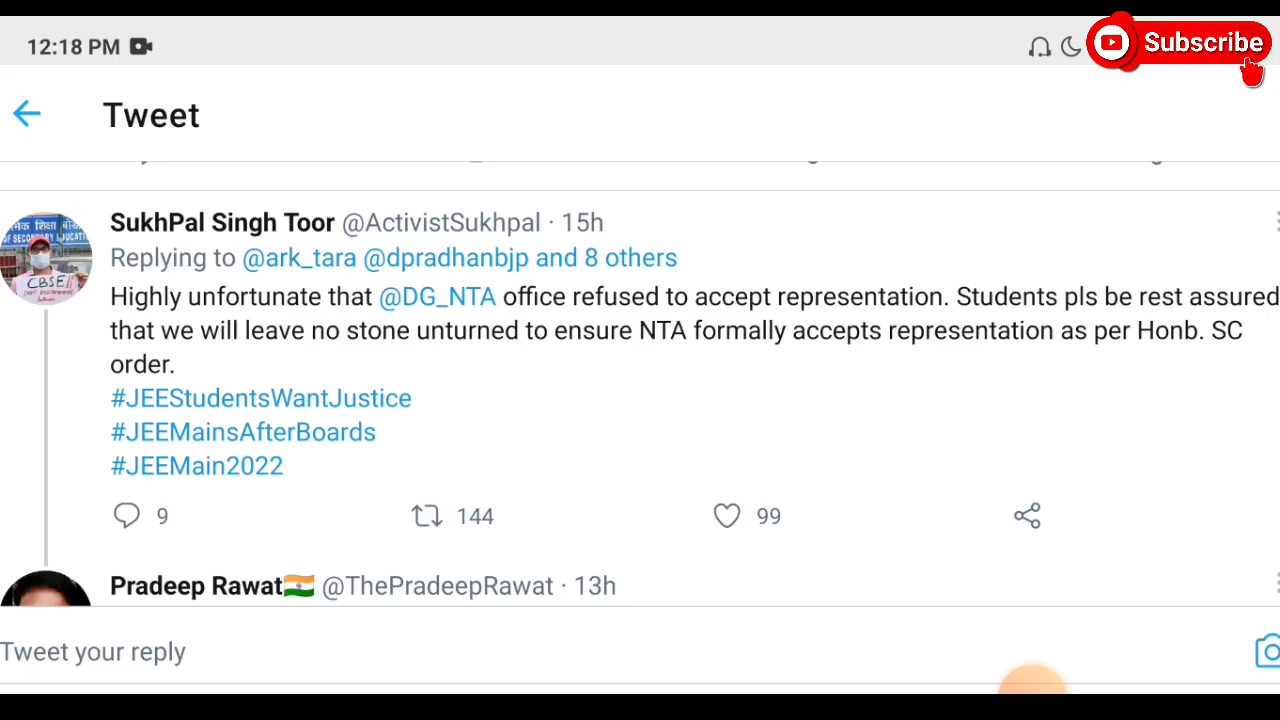 12:18 PM
Subscribe
Tweet
SukhPal Singh Toor @ActivistSukhpal · 15h
Replying to @ark_tara @dpradhanbjp and 8 others
Highly unfortunate that @DG_NTA office refused to accept representation. Students pls be rest assured
that we will leave no stone unturned to ensure NTA formally accepts representation as per Honb. SC
order.
#JEEStudentsWantJustice
#JEEMainsAfterBoards
#JEEMain2022
9 144 99
CBSE!!
Pradeep Rawat🇮🇳 @ThePradeepRawat · 13h
Tweet your reply